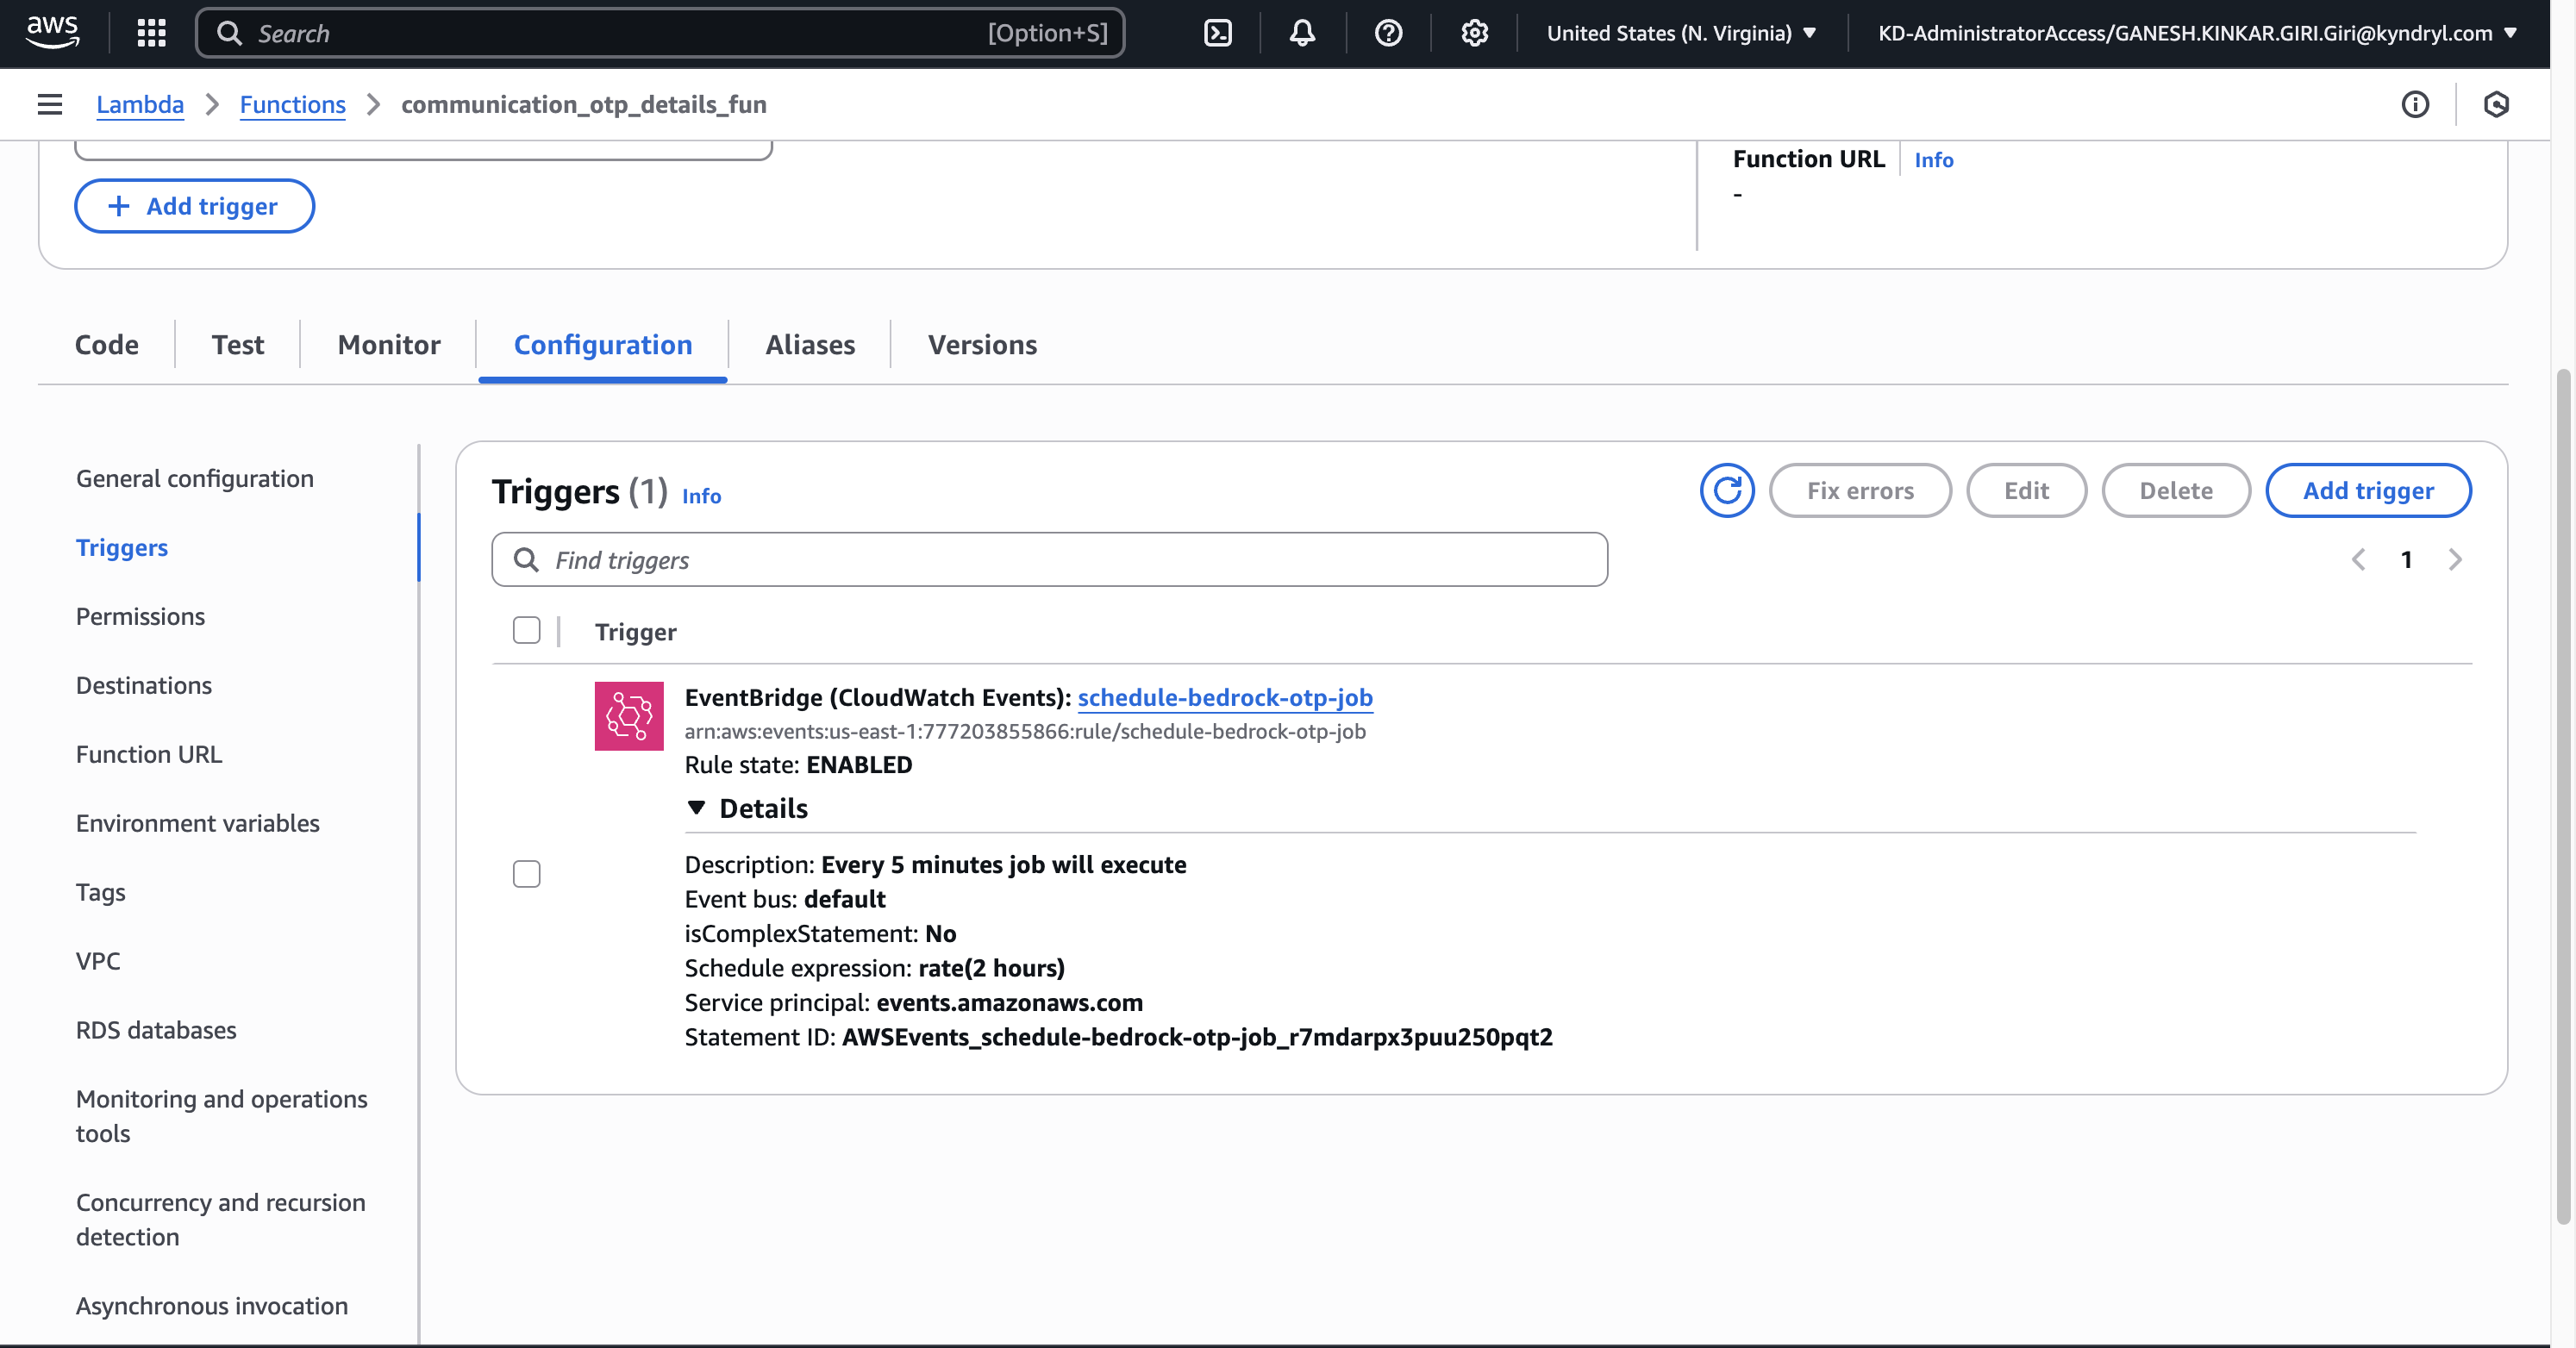 aws
Search
[Option+S]
United States (N. Virginia)
KD-AdministratorAccess/GANESH.KINKAR.GIRI.Giri@kyndryl.com
Lambda
Functions
communication_otp_details_fun
Function URL
Info
-
Add trigger
Code
Test
Monitor
Configuration
Aliases
Versions
General configuration
Triggers
Permissions
Destinations
Function URL
Environment variables
Tags
VPC
RDS databases
Monitoring and operations
tools
Concurrency and recursion
detection
Asynchronous invocation
Triggers (1) Info
Fix errors
Edit
Delete
Add trigger
Find triggers
1
Trigger
EventBridge (CloudWatch Events): schedule-bedrock-otp-job
arn:aws:events:us-east-1:777203855866:rule/schedule-bedrock-otp-job
Rule state: ENABLED
Details
Description: Every 5 minutes job will execute
Event bus: default
isComplexStatement: No
Schedule expression: rate(2 hours)
Service principal: events.amazonaws.com
Statement ID: AWSEvents_schedule-bedrock-otp-job_r7mdarpx3puu250pqt2